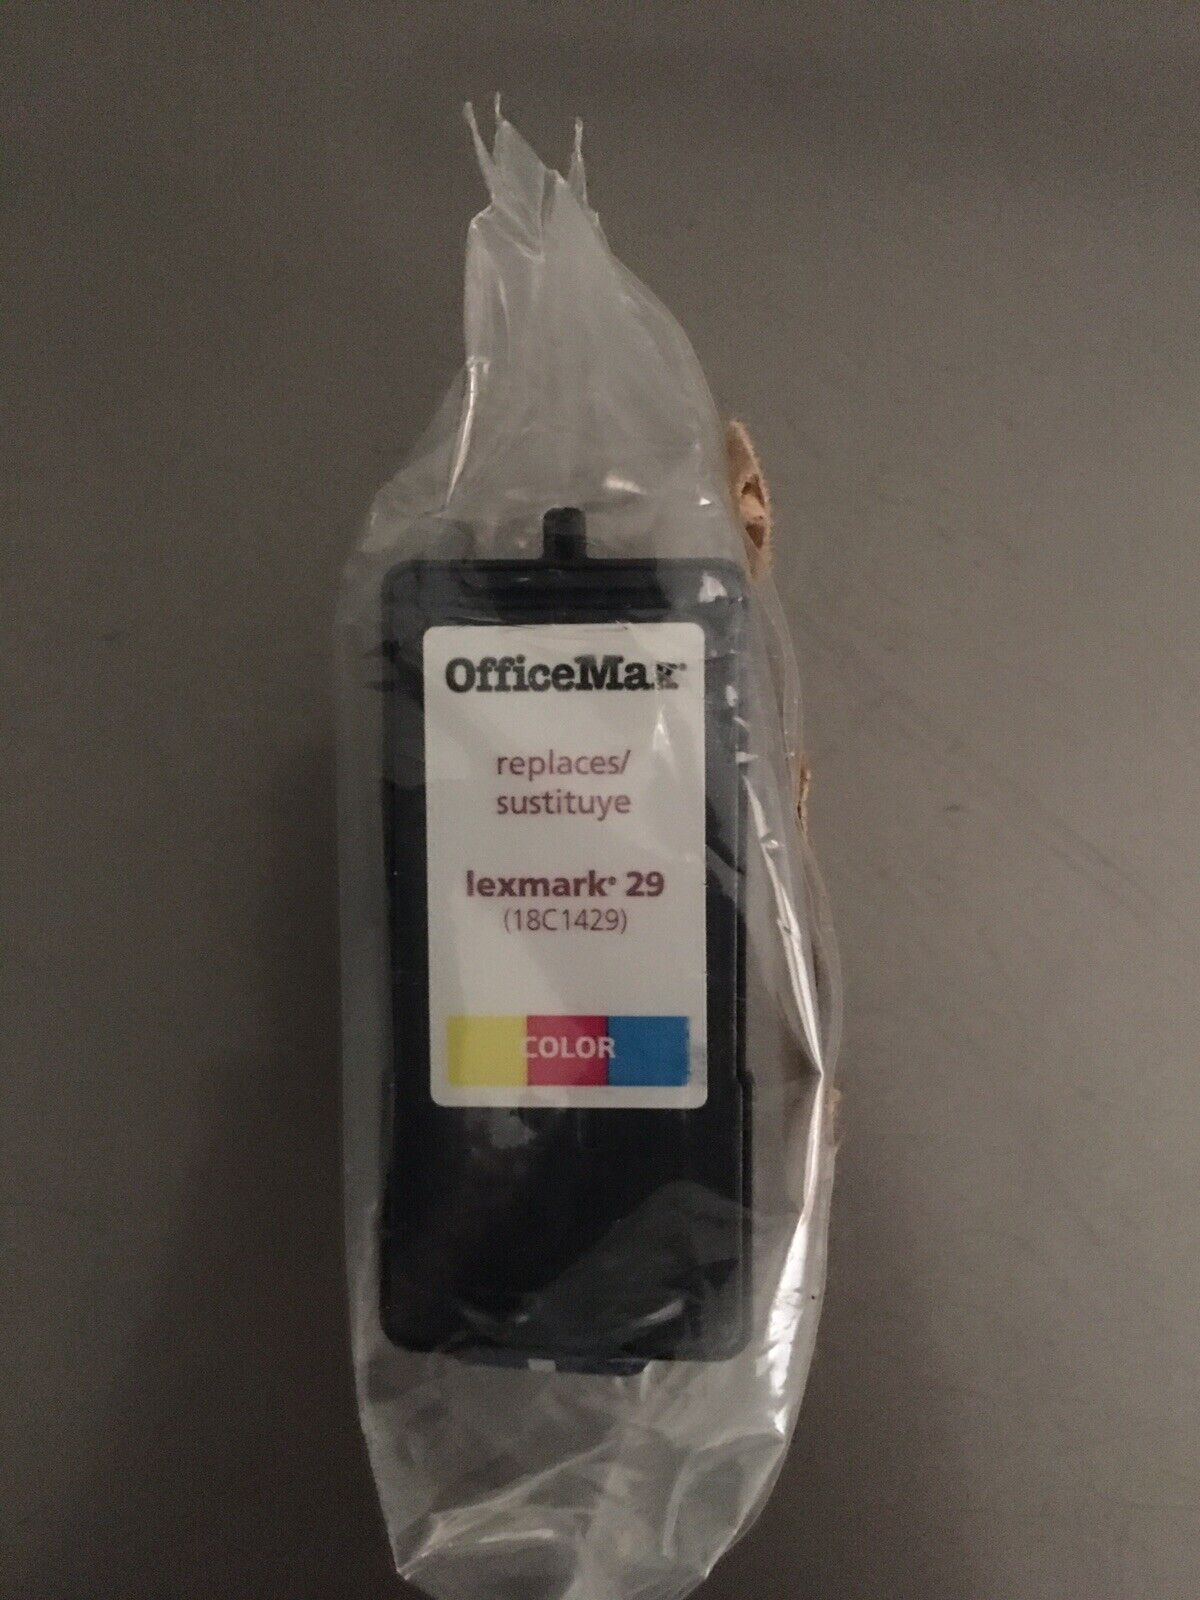 OfficeMax®
replaces/
sustituye
lexmark® 29
(18C1429)
COLOR